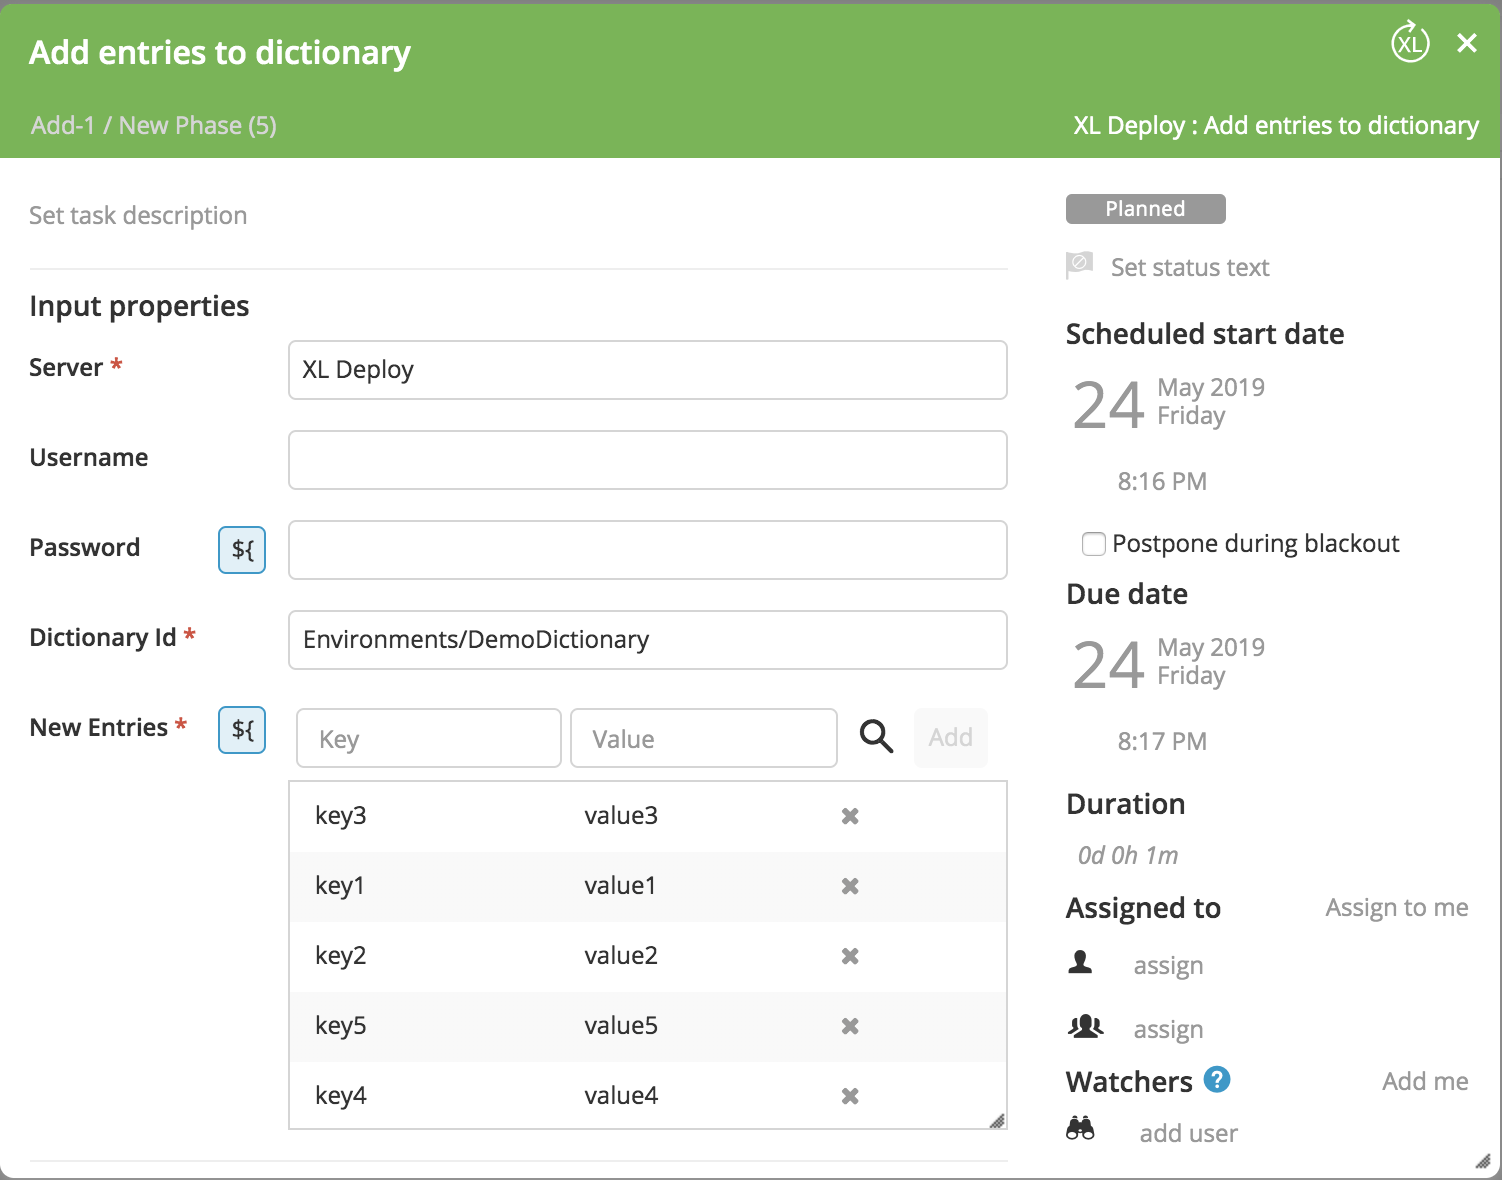 Add entries to dictionary
XL
Add-1 / New Phase (5)
XL Deploy : Add entries to dictionary
Set task description
Input properties
Server *
XL Deploy
Username
Password
${
Dictionary Id *
Environments/DemoDictionary
New Entries *
${
Key
Value
Add
key3 value3
key1 value1
key2 value2
key5 value5
key4 value4
Planned
Set status text
Scheduled start date
24
May 2019
Friday
8:16 PM
Postpone during blackout
Due date
24
May 2019
Friday
8:17 PM
Duration
0d 0h 1m
Assigned to
Assign to me
assign
assign
Watchers ?
Add me
add user